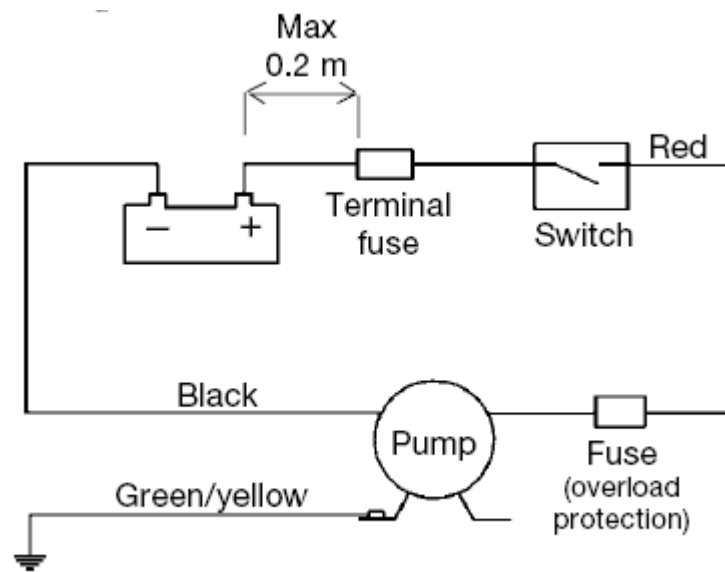 Max
0.2 m
Red
− +
Terminal
fuse
Switch
Black
Pump
Fuse
(overload
protection)
Green/yellow